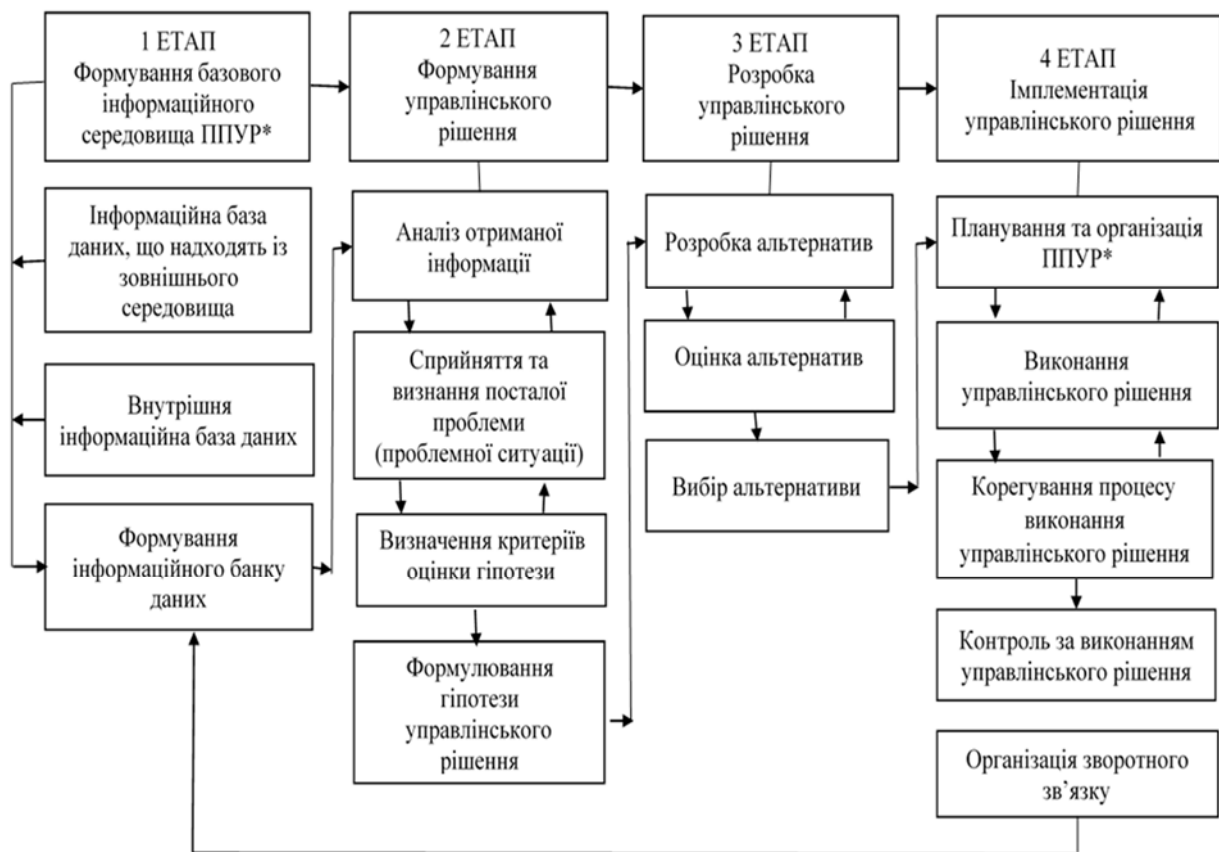 1 ЕТАП
Формування базового
інформаційного
середовища ППУР*
Інформаційна база
даних, що надходять із
зовнішнього
середовища
Внутрішня
інформаційна база даних
Формування
інформаційного банку
даних
2 ЕТАП
Формування
управлінського
рішення
Аналіз отриманої
інформації
Сприйняття та
визнання посталої
проблеми
(проблемної ситуації)
Визначення критеріїв
оцінки гіпотези
Формулювання
гіпотези
управлінського
рішення
3 ЕТАП
Розробка
управлінського
рішення
Розробка альтернатив
Оцінка альтернатив
Вибір альтернативи
4 ЕТАП
Імплементація
управлінського рішення
Планування та організація
ППУР*
Виконання
управлінського рішення
Корегування процесу
виконання
управлінського рішення
Контроль за виконанням
управлінського рішення
Організація зворотного
зв’язку